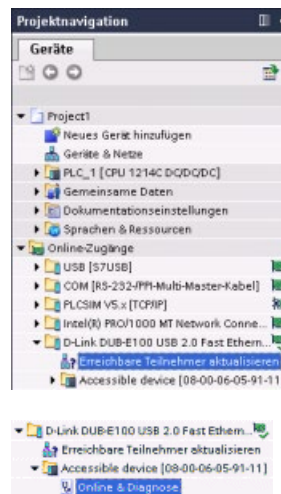 Projektnavigation
Geräte
Project1
Neues Gerät hinzufügen
Geräte & Netze
PLC_1 [CPU 1214C DC/DC/DC]
Gemeinsame Daten
Dokumentationseinstellungen
Sprachen & Ressourcen
Online-Zugänge
USB [S7USB]
COM [RS-232-/PPI-Multi-Master-Kabel]
PLCSIM V5.x [TCP/IP]
Intel(R) PRO/1000 MT Network Conne...
D-Link DUB-E100 USB 2.0 Fast Ethern...
Erreichbare Teilnehmer aktualisieren
Accessible device [08-00-06-05-91-11
D-Link DUB-E100 USB 2.0 Fast Ethern...
Erreichbare Teilnehmer aktualisieren
Accessible device [08-00-06-05-91-11]
Online & Diagnose